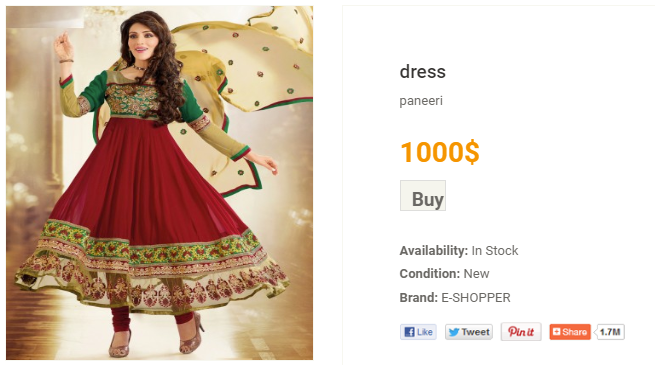 dress
paneeri
1000$
Buy
Availability: In Stock
Condition: New
Brand: E-SHOPPER
Like Tweet Pin it Share 1.7M